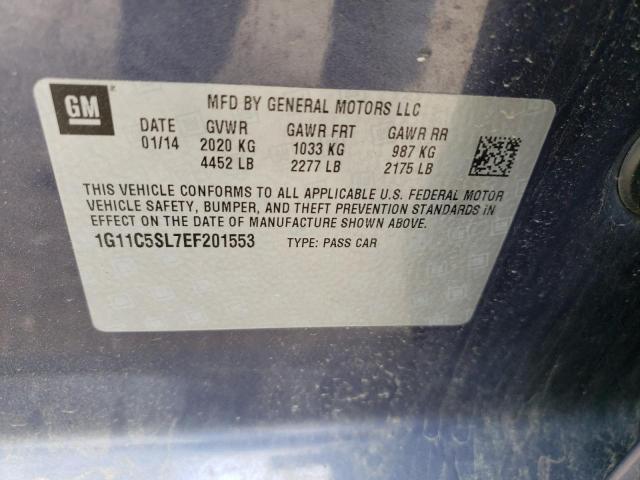 GM
MFD BY GENERAL MOTORS LLC
DATE GVWR GAWR FRT GAWR RR
01/14 2020 KG 1033 KG 987 KG
4452 LB 2277 LB 2175 LB
THIS VEHICLE CONFORMS TO ALL APPLICABLE U.S. FEDERAL MOTOR
VEHICLE SAFETY, BUMPER, AND THEFT PREVENTION STANDARDS IN
EFFECT ON THE DATE OF MANUFACTURE SHOWN ABOVE.
1G11C5SL7EF201553 TYPE: PASS CAR